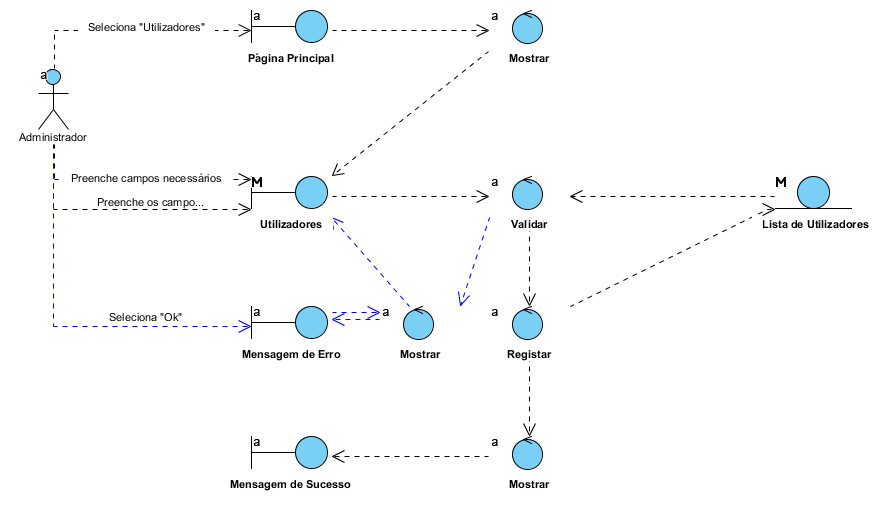 Seleciona "Utilizadores"
a
a
Página Principal
Mostrar
a
Administrador
Preenche campos necessários
M
a
M
Preenche os campo...
Utilizadores
Validar
Lista de Utilizadores
Seleciona "Ok"
a
a
a
Mensagem de Erro
Mostrar
Registar
a
a
Mensagem de Sucesso
Mostrar